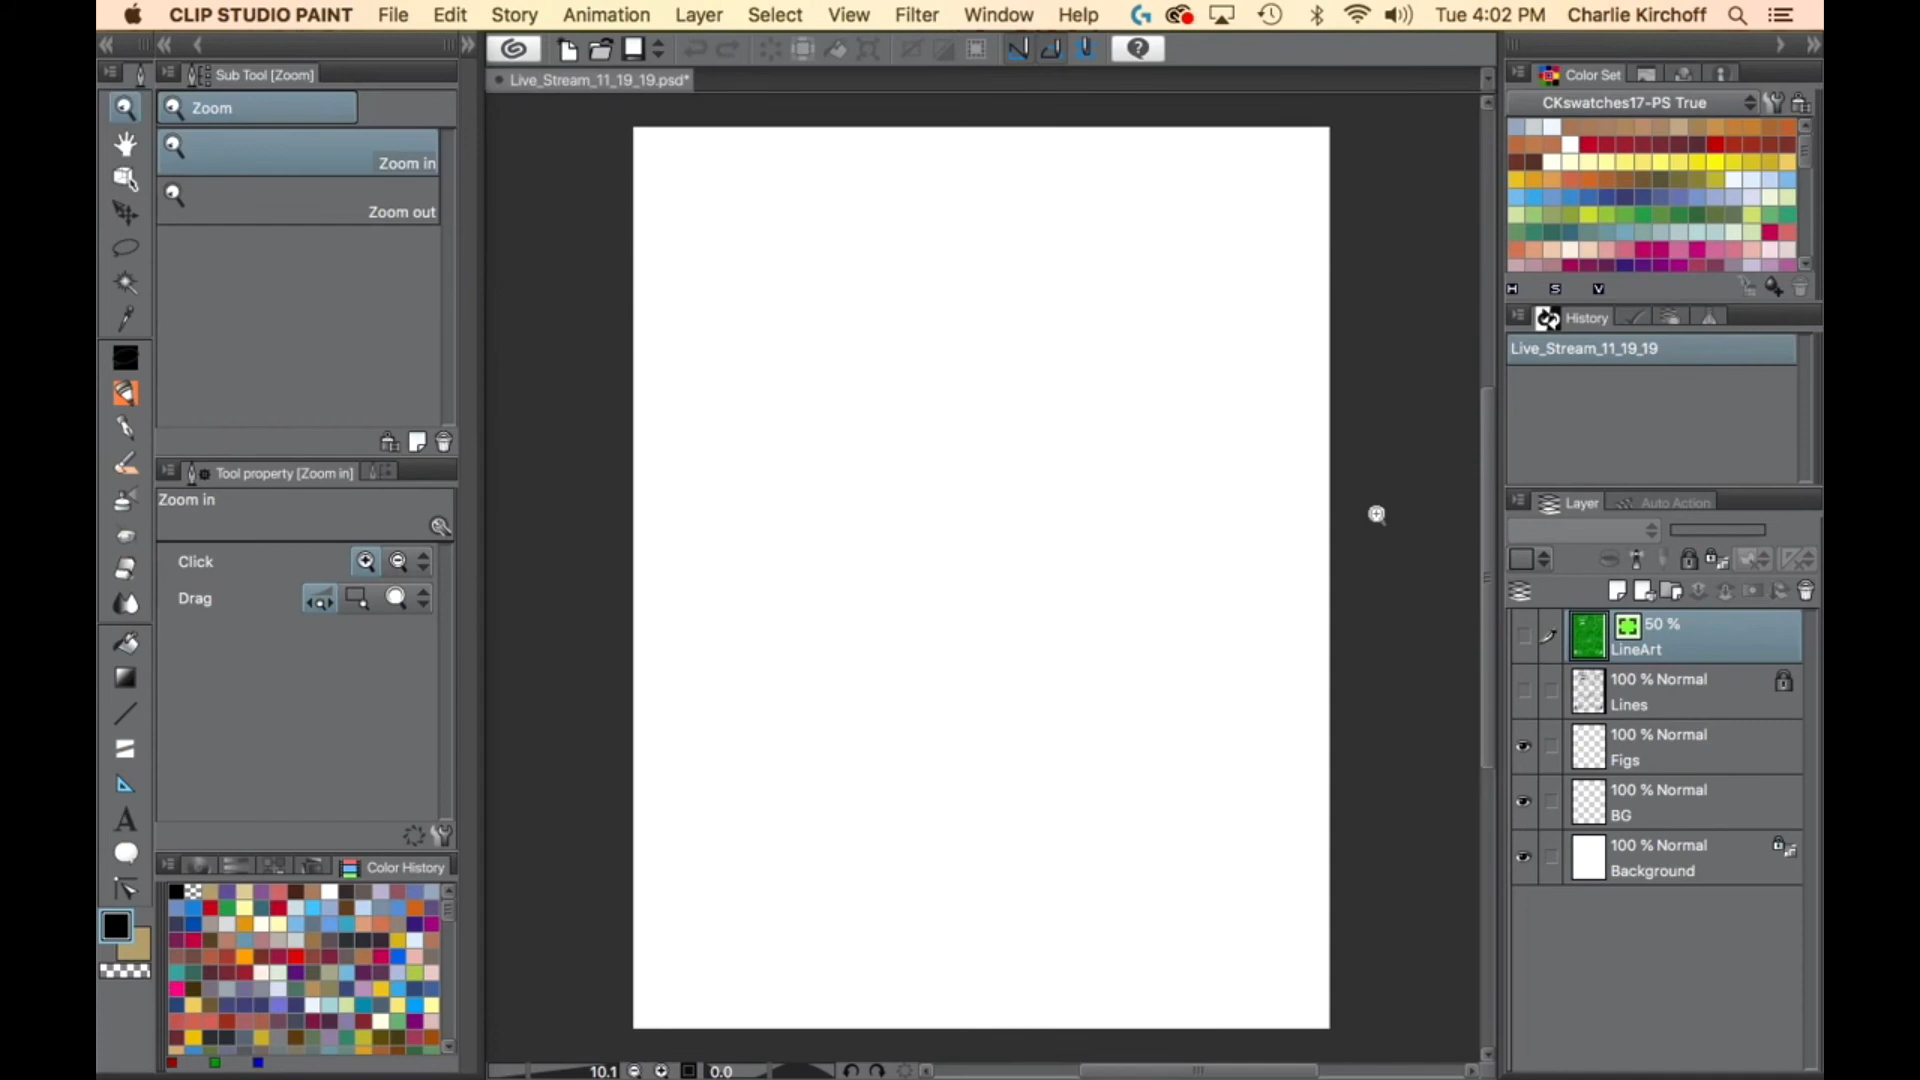 CLIP STUDIO PAINT File Edit Story Animation Layer Select View Filter Window Help Tue 4:02 PM Charlie Kirchoff
Sub Tool [Zoom]
Zoom
Zoom in
Zoom out
Tool property [Zoom in]
Zoom in
Click
Drag
Color History
Live_Stream_11_19_19.psd*
10.1
0.0
Color Set
CKswatches17-PS True
H S V
History
Live_Stream_11_19_19
Layer Auto Action
50 %
LineArt
100 % Normal
Lines
100 % Normal
Figs
100 % Normal
BG
100 % Normal
Background